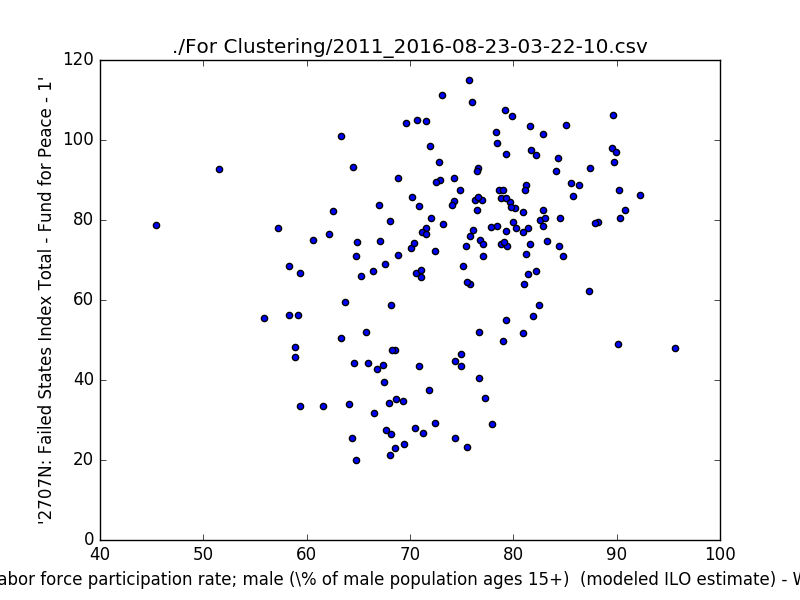 ./For Clustering/2011_2016-08-23-03-22-10.csv
120
100
80
60
40
20
0
'2707N: Failed States Index Total - Fund for Peace - 1'
40 50 60 70 80 90 100
abor force participation rate; male (\% of male population ages 15+)  (modeled ILO estimate) - W